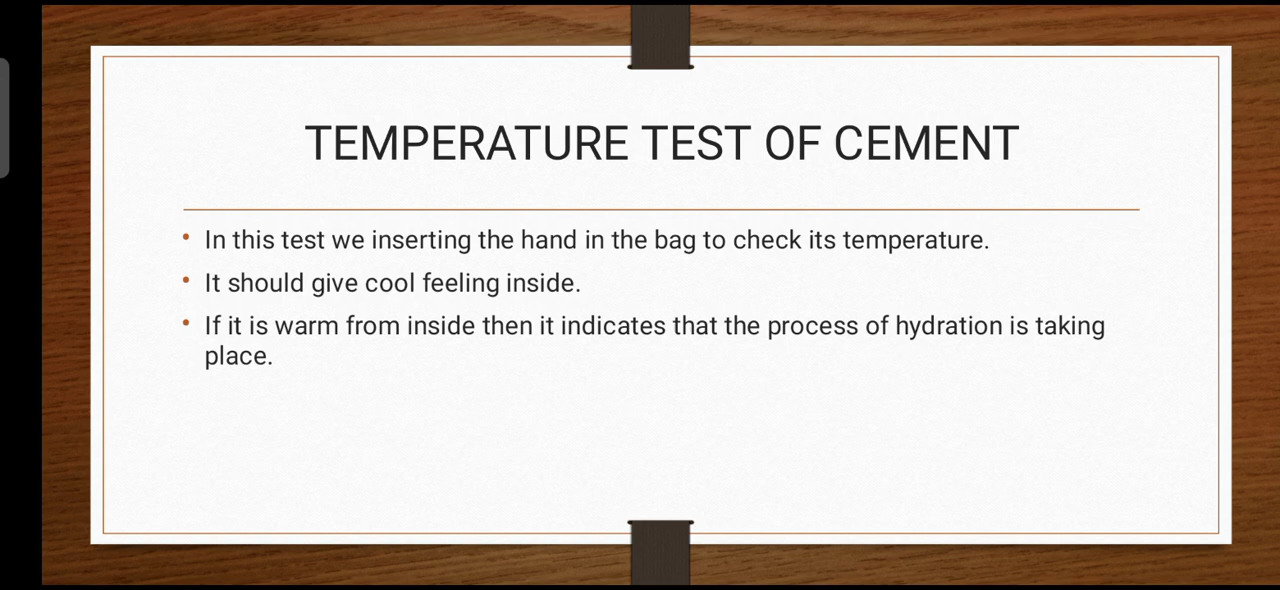 TEMPERATURE TEST OF CEMENT
• In this test we inserting the hand in the bag to check its temperature.
• It should give cool feeling inside.
• If it is warm from inside then it indicates that the process of hydration is taking
place.